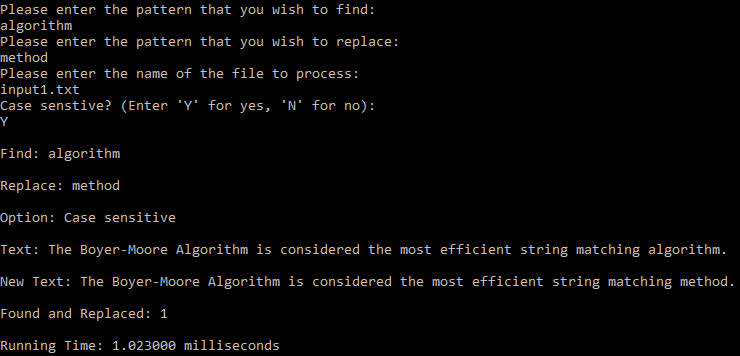 Please enter the pattern that you wish to find:
algorithm
Please enter the pattern that you wish to replace:
method
Please enter the name of the file to process:
input1.txt
Case senstive? (Enter 'Y' for yes, 'N' for no):
Y
Find: algorithm
Replace: method
Option: Case sensitive
Text: The Boyer-Moore Algorithm is considered the most efficient string matching algorithm.
New Text: The Boyer-Moore Algorithm is considered the most efficient string matching method.
Found and Replaced: 1
Running Time: 1.023000 milliseconds